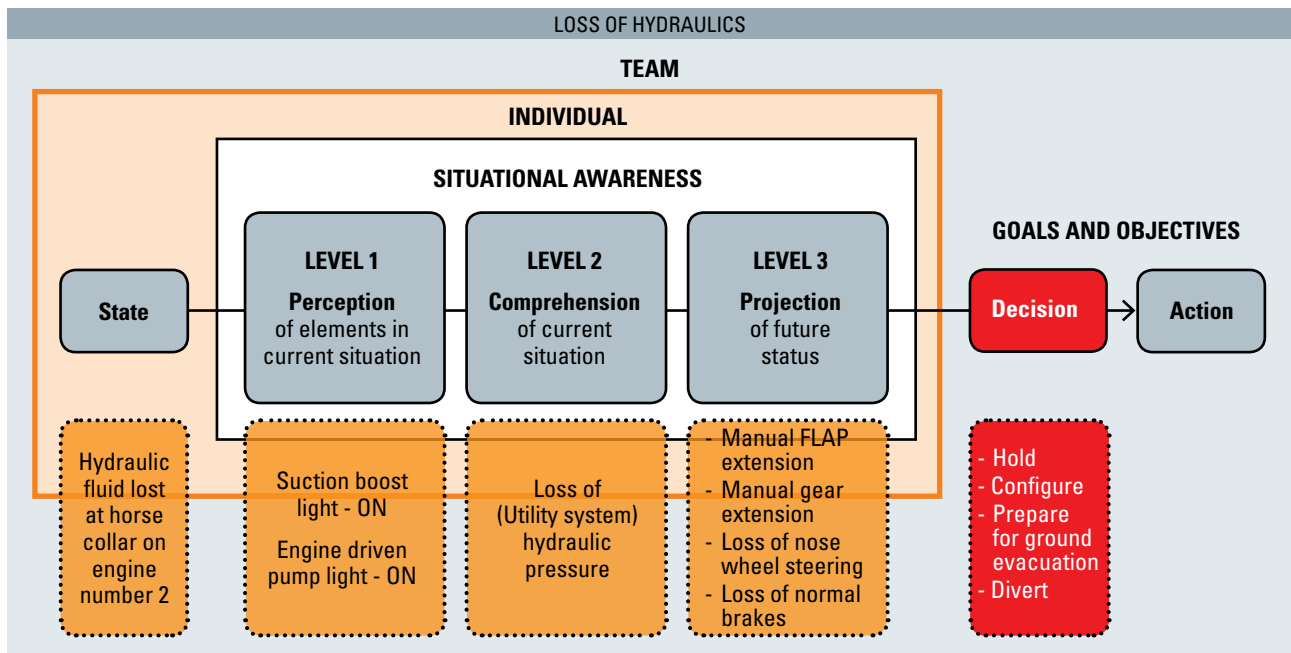 LOSS OF HYDRAULICS
TEAM
INDIVIDUAL
SITUATIONAL AWARENESS
GOALS AND OBJECTIVES
State
LEVEL 1
Perception
of elements in
current situation
LEVEL 2
Comprehension
of current
situation
LEVEL 3
Projection
of future
status
Decision
Action
Hydraulic
fluid lost
at horse
collar on
engine
number 2
Suction boost
light - ON
Engine driven
pump light - ON
Loss of
(Utility system)
hydraulic
pressure
- Manual FLAP
extension
- Manual gear
extension
- Loss of nose
wheel steering
- Loss of normal
brakes
- Hold
- Configure
- Prepare
for ground
evacuation
- Divert